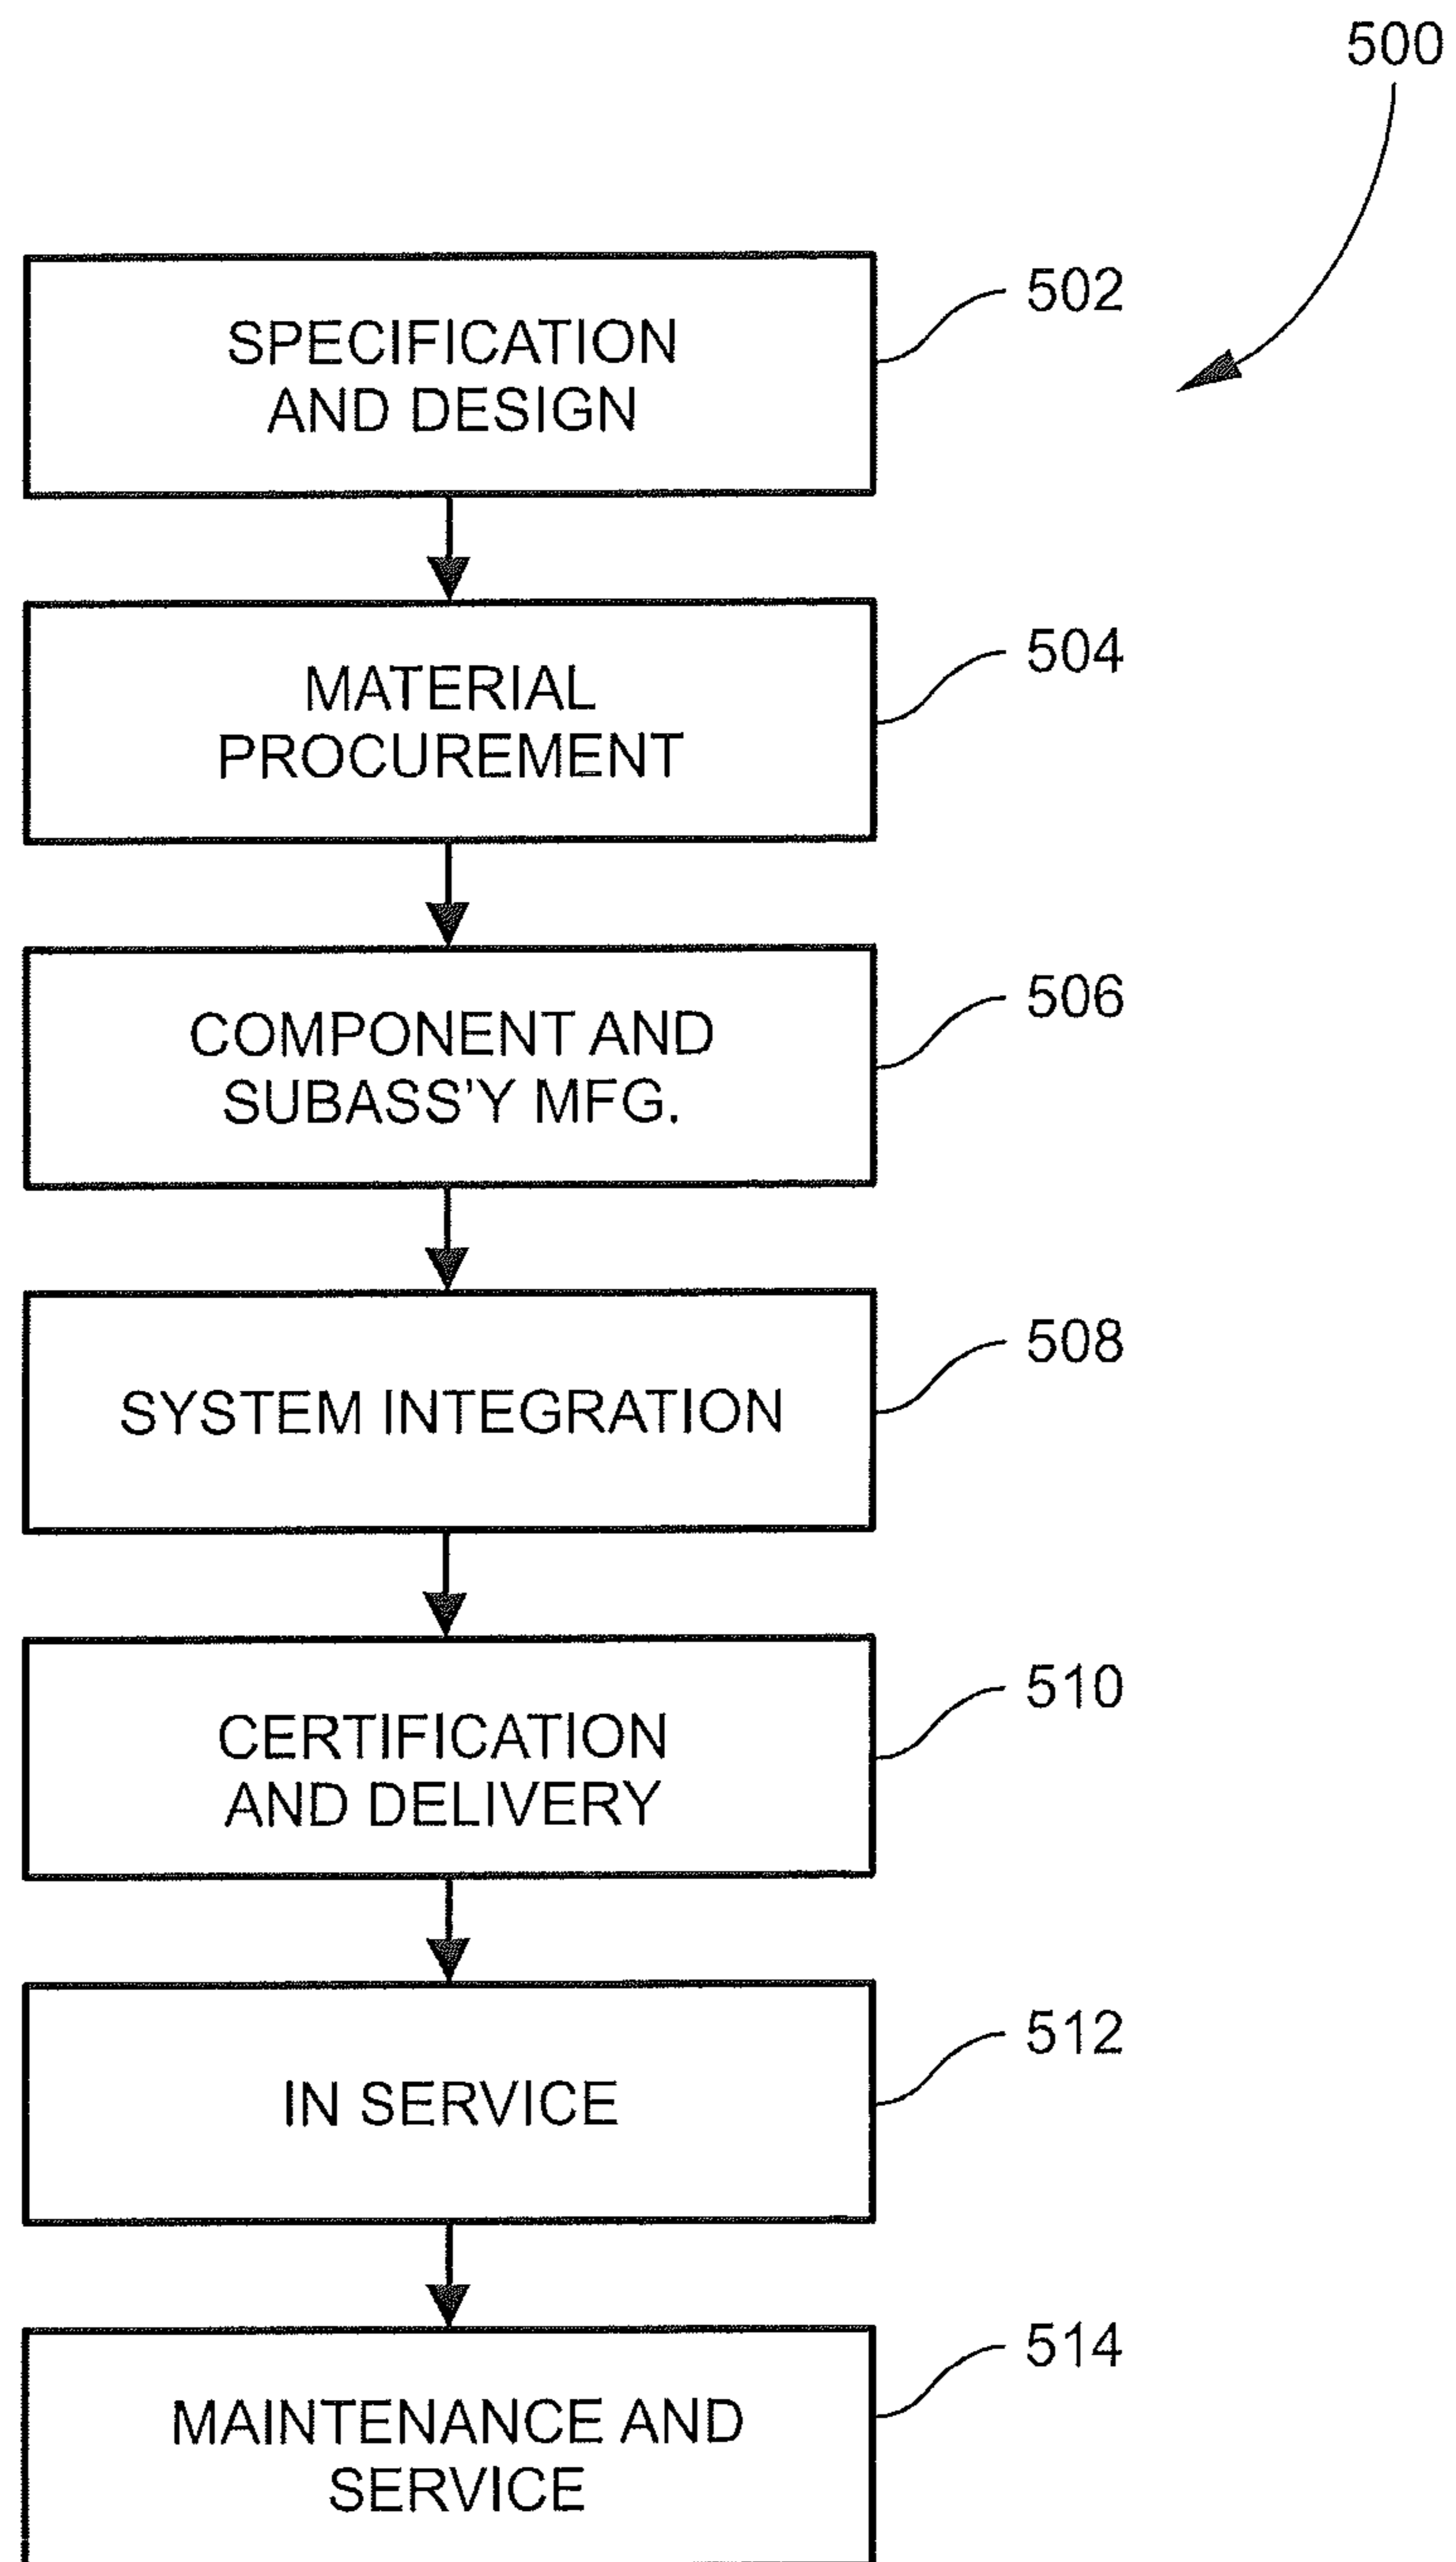 500
SPECIFICATION
AND DESIGN
502
MATERIAL
PROCUREMENT
504
COMPONENT AND
SUBASS'Y MFG.
506
SYSTEM INTEGRATION
508
CERTIFICATION
AND DELIVERY
510
IN SERVICE
512
MAINTENANCE AND
SERVICE
514